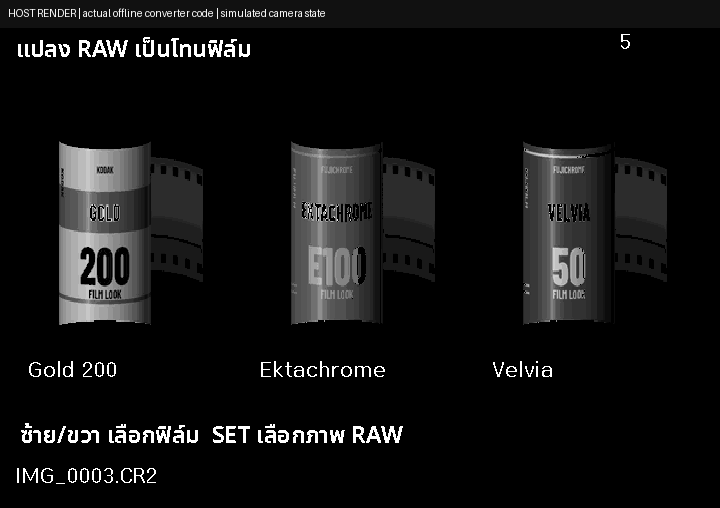 HOST RENDER | actual offline converter code | simulated camera state
แปลง RAW เป็นโทนฟิล์ม
5
KODAK
KODAK
GOLD
200
FILM LOOK
FUJICHROME
EKTACHROME
E100
FILM LOOK
FUJICHROME
VELVIA
50
FILM LOOK
Gold 200
Ektachrome
Velvia
ซ้าย/ขวา เลือกฟิล์ม SET เลือกภาพ RAW
IMG_0003.CR2